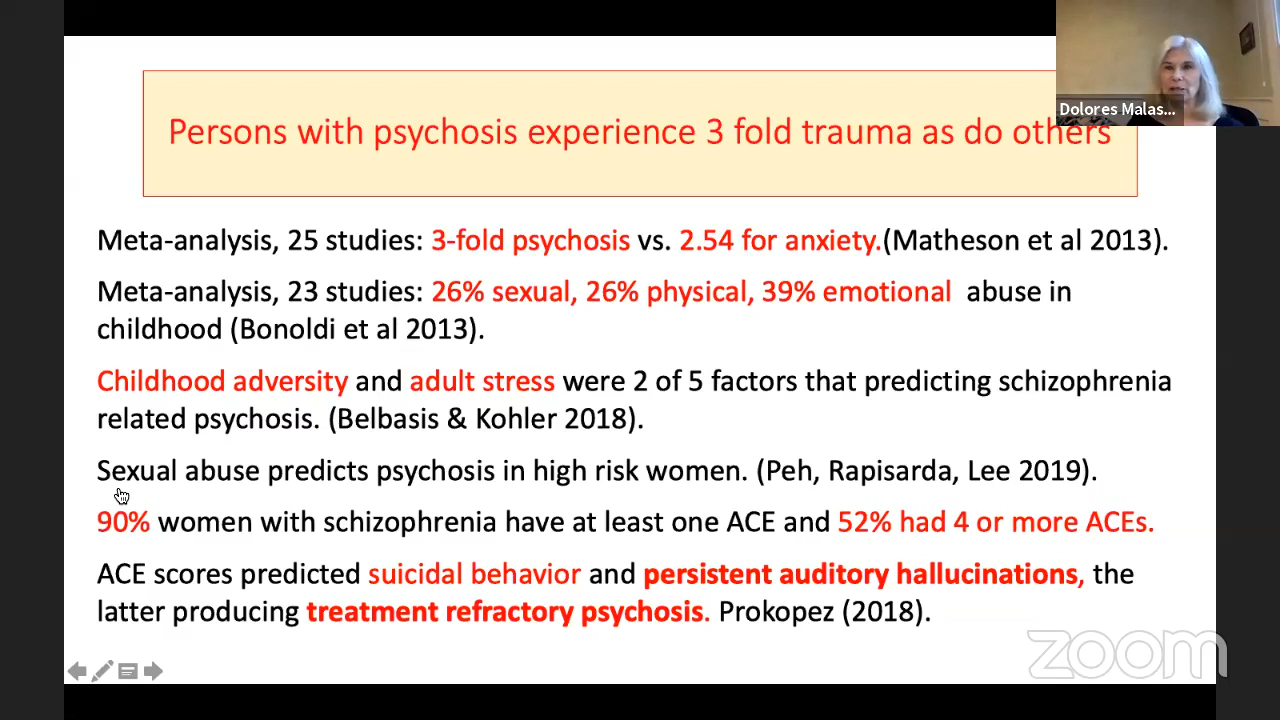 Dolores Malas...
Persons with psychosis experience 3 fold trauma as do others
Meta-analysis, 25 studies: 3-fold psychosis vs. 2.54 for anxiety.(Matheson et al 2013).
Meta-analysis, 23 studies: 26% sexual, 26% physical, 39% emotional abuse in
childhood (Bonoldi et al 2013).
Childhood adversity and adult stress were 2 of 5 factors that predicting schizophrenia
related psychosis. (Belbasis & Kohler 2018).
Sexual abuse predicts psychosis in high risk women. (Peh, Rapisarda, Lee 2019).
90% women with schizophrenia have at least one ACE and 52% had 4 or more ACEs.
ACE scores predicted suicidal behavior and persistent auditory hallucinations, the
latter producing treatment refractory psychosis. Prokopez (2018).
zoom